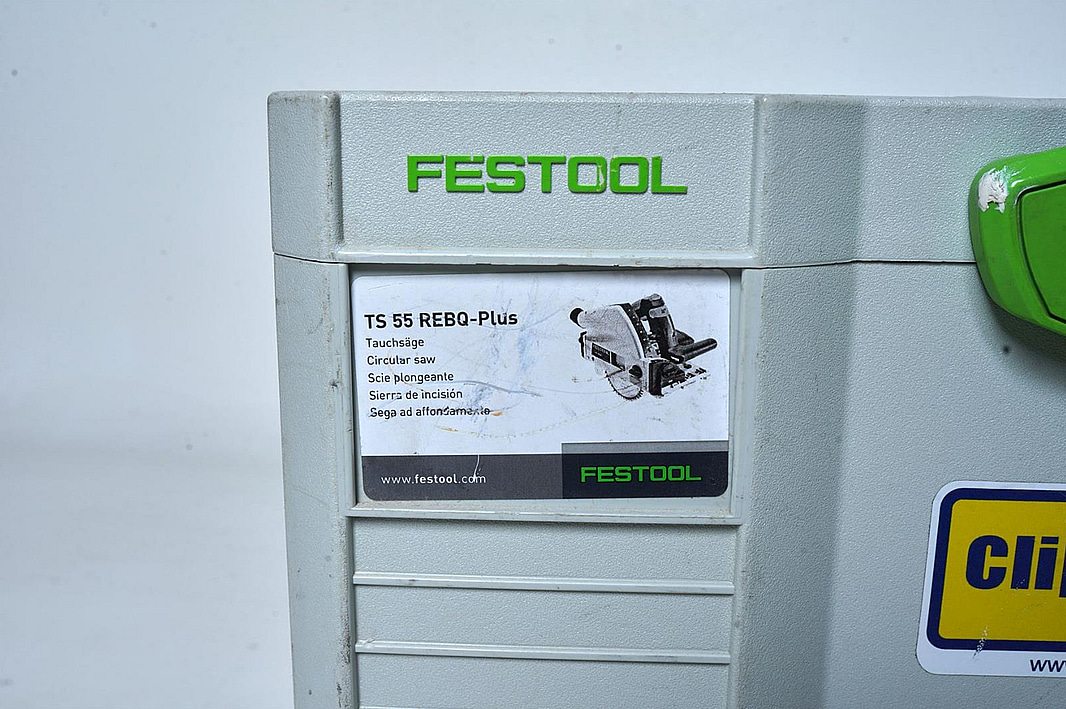 FESTOOL
TS 55 REBQ-Plus
Tauchsäge
Circular saw
Scie plongeante
Sierra de incisión
Sega ad affondamento
www.festool.com
FESTOOL